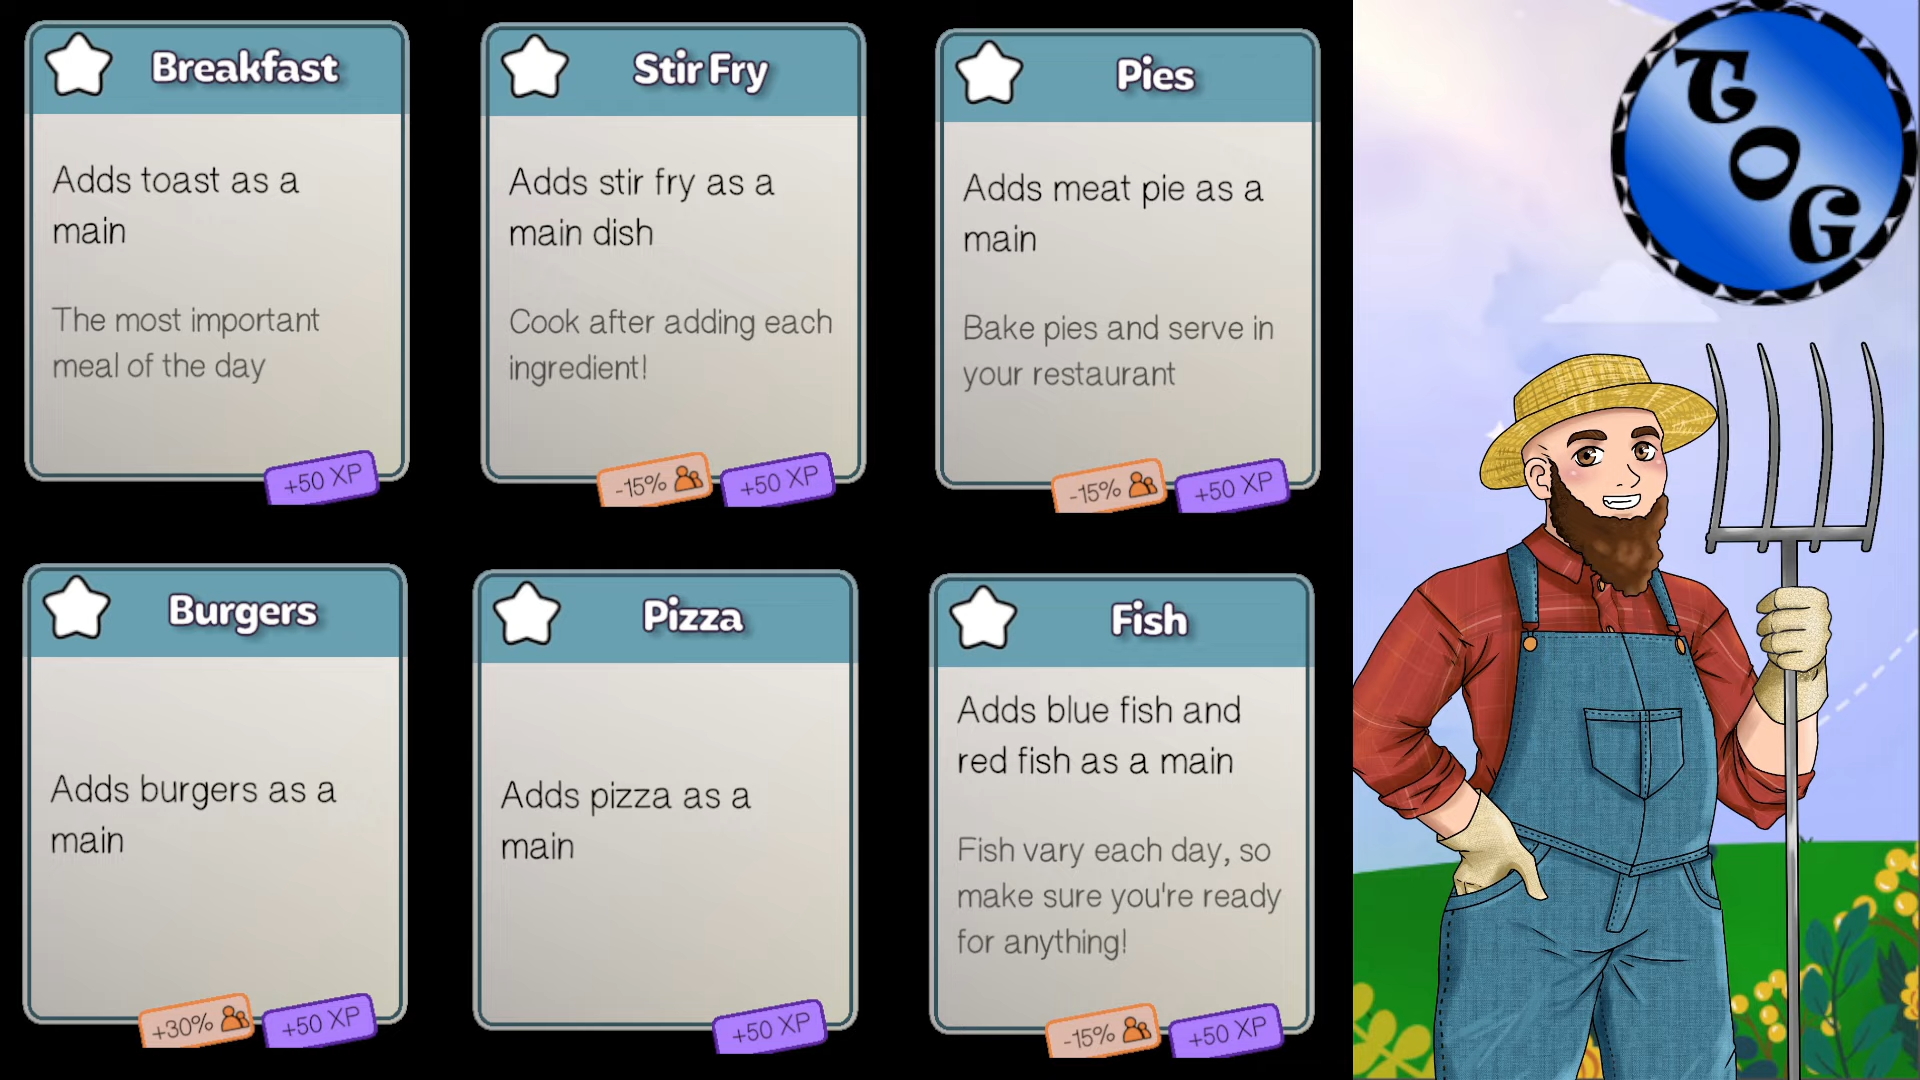 Breakfast
Adds toast as a
main
The most important
meal of the day
+50 XP
Stir Fry
Adds stir fry as a
main dish
Cook after adding each
ingredient!
-15%
+50 XP
Pies
Adds meat pie as a
main
Bake pies and serve in
your restaurant
-15%
+50 XP
Burgers
Adds burgers as a
main
+30%
+50 XP
Pizza
Adds pizza as a
main
+50 XP
Fish
Adds blue fish and
red fish as a main
Fish vary each day, so
make sure you're ready
for anything!
-15%
+50 XP
TOG